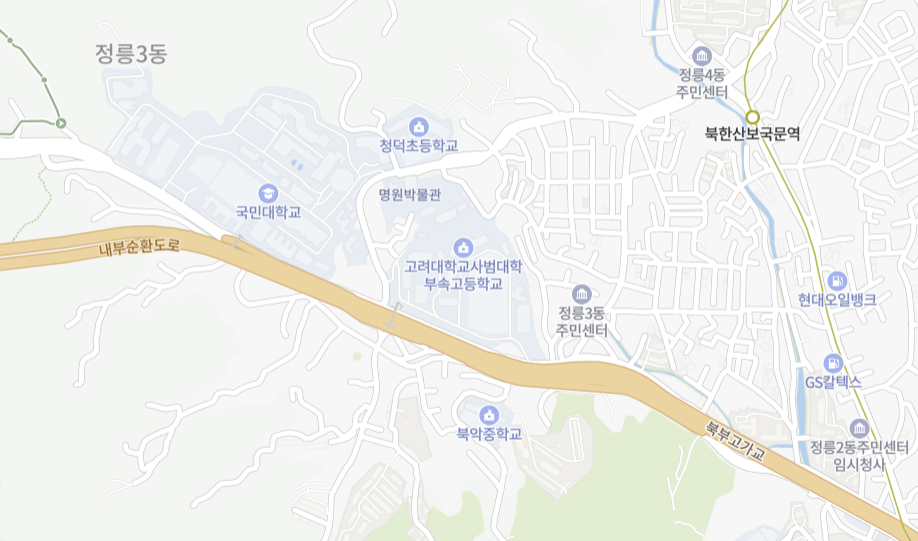 정릉3동
정릉4동
주민센터
북한산보국문역
청덕초등학교
명원박물관
국민대학교
내부순환도로
고려대학교사범대학
부속고등학교
현대오일뱅크
정릉3동
주민센터
GS칼텍스
북악중학교
북부고가교
정릉2동주민센터
임시청사